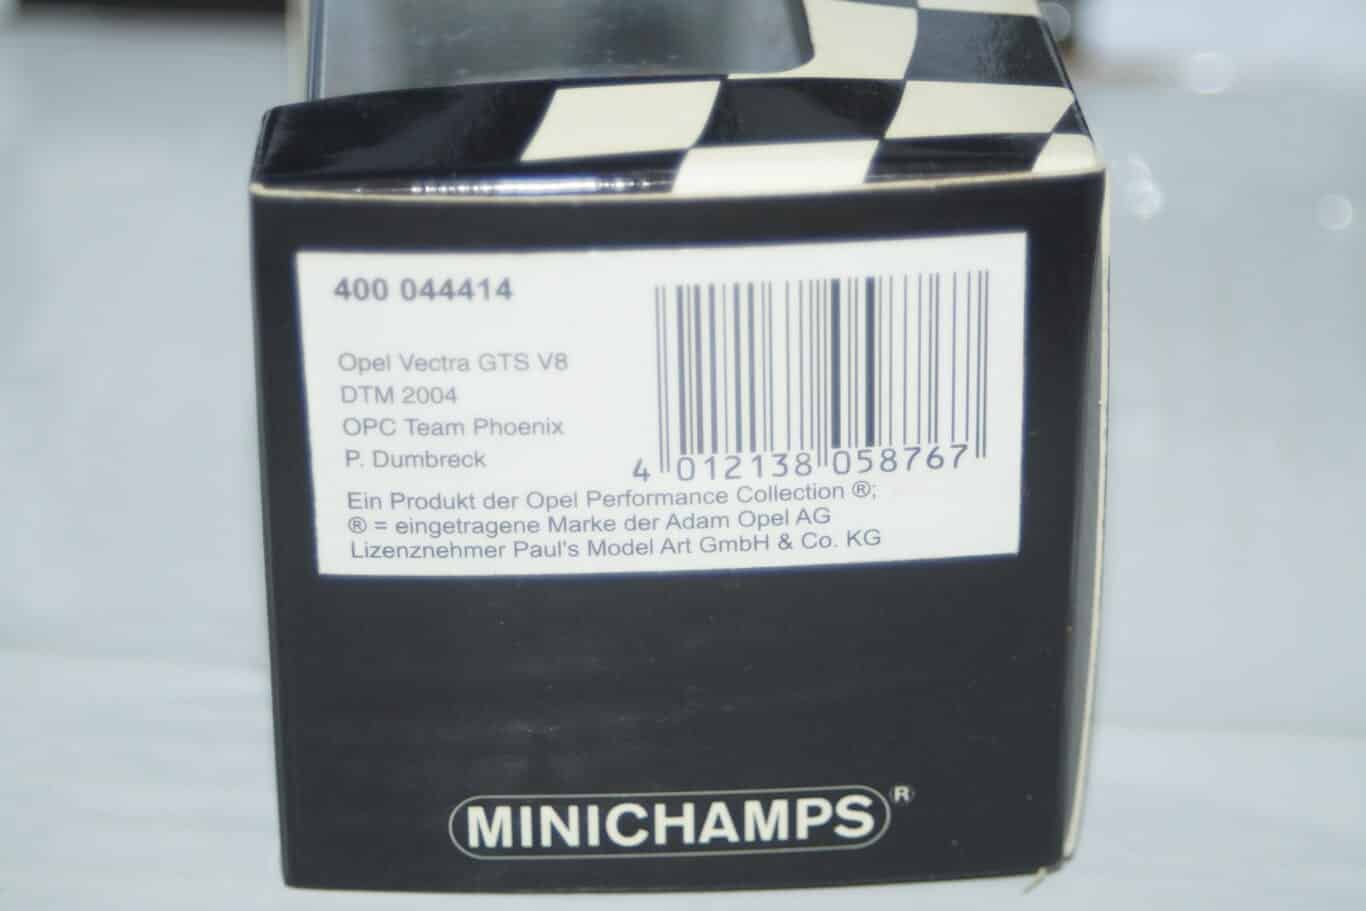 400 044414
Opel Vectra GTS V8
DTM 2004
OPC Team Phoenix
P. Dumbreck
4 012138 058767
Ein Produkt der Opel Performance Collection ®;
® = eingetragene Marke der Adam Opel AG
Lizenznehmer Paul's Model Art GmbH & Co. KG
MINICHAMPS®